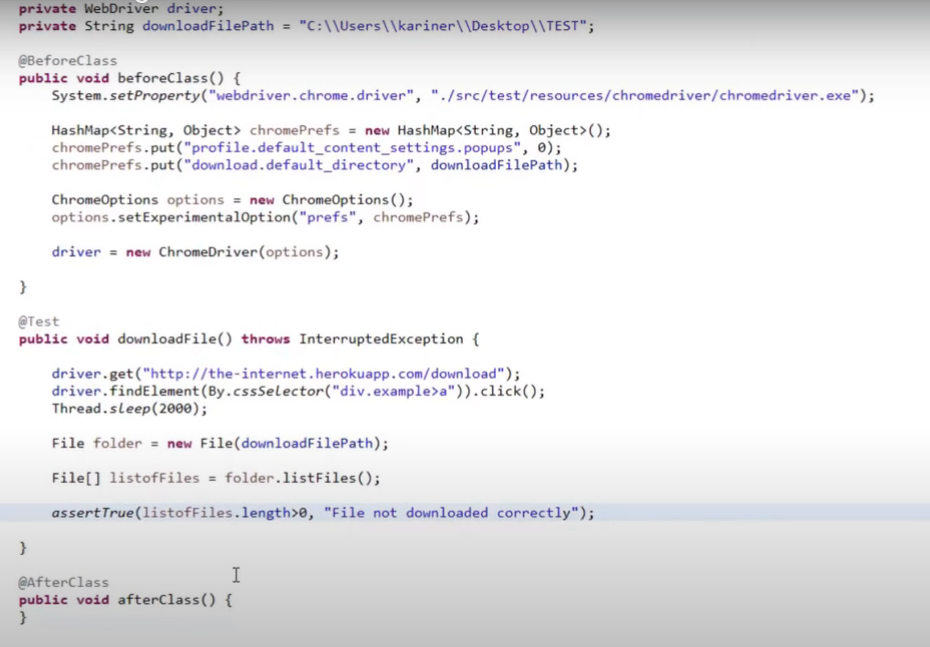 private WebDriver driver;
private String downloadFilePath = "C:\\Users\\kariner\\Desktop\\TEST";
@BeforeClass
public void beforeClass() {
System.setProperty("webdriver.chrome.driver", "./src/test/resources/chromedriver/chromedriver.exe");
HashMap<String, Object> chromePrefs = new HashMap<String, Object>();
chromePrefs.put("profile.default_content_settings.popups", 0);
chromePrefs.put("download.default_directory", downloadFilePath);
ChromeOptions options = new ChromeOptions();
options.setExperimentalOption("prefs", chromePrefs);
driver = new ChromeDriver(options);
}
@Test
public void downloadFile() throws InterruptedException {
driver.get("http://the-internet.herokuapp.com/download");
driver.findElement(By.cssSelector("div.example>a")).click();
Thread.sleep(2000);
File folder = new File(downloadFilePath);
File[] listofFiles = folder.listFiles();
assertTrue(listofFiles.length>0, "File not downloaded correctly");
}
@AfterClass
public void afterClass() {
}